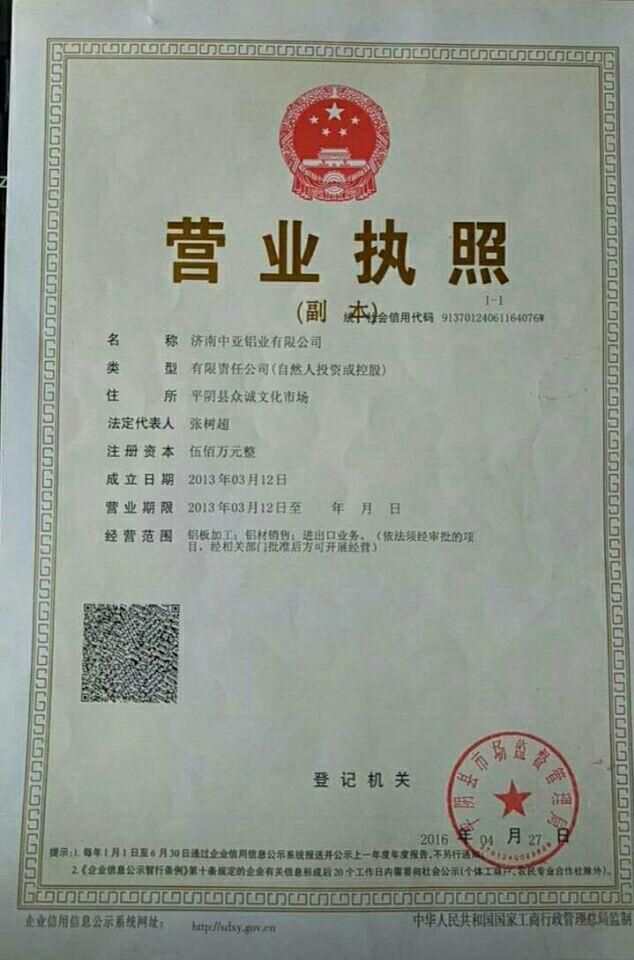 营业执照
(副 本)
1-1
统一社会信用代码 91370124061164076W
名 称 济南中亚铝业有限公司
类 型 有限责任公司(自然人投资或控股)
住 所 平阴县众诚文化市场
法定代表人 张树超
注册资本 伍佰万元整
成立日期 2013年03月12日
营业期限 2013年03月12日至 年 月 日
经营范围 铝板加工;铝材销售;进出口业务。(依法须经审批的项
目,经相关部门批准后方可开展经营)
登记机关
平阴县市场监督管理局
2016 年 04 月 27 日
提示:1.每年1月1日至6月30日通过企业信用信息公示系统报送并公示上一年度年度报告,不另行通知;
2.《企业信息公示暂行条例》第十条规定的企业有关信息形成后20个工作日内需要向社会公示(个体工商户、农民专业合作社除外)。
企业信用信息公示系统网址: http://sdxy.gov.cn
中华人民共和国国家工商行政管理总局监制